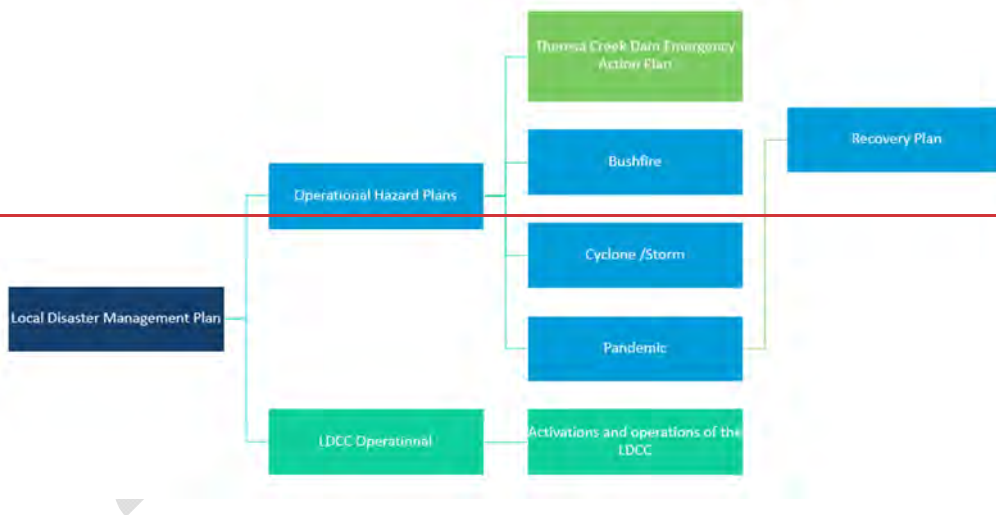 Theresa Creek Dam Emergency
Action Plan
Bushfire
Recovery Plan
Operational Hazard Plans
Cyclone /Storm
Local Disaster Management Plan
Pandemic
LDCC Operational
Activations and operations of the
LDCC